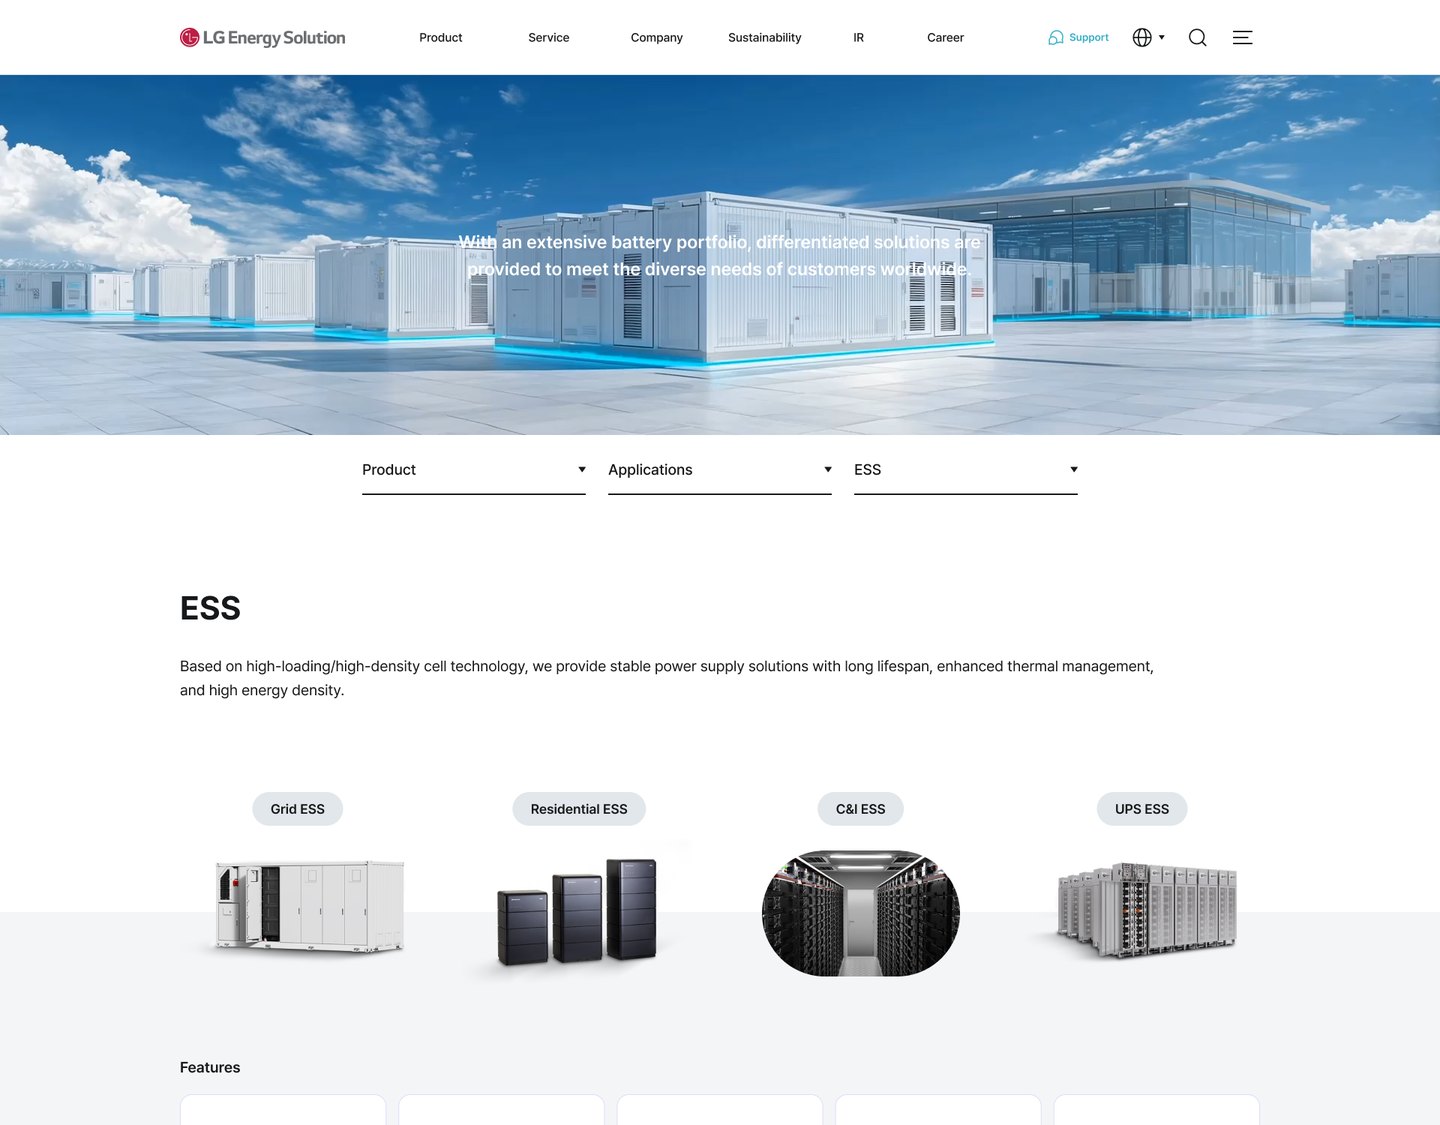 LG Energy Solution
Product
Service
Company
Sustainability
IR
Career
Support
With an extensive battery portfolio, differentiated solutions are
provided to meet the diverse needs of customers worldwide.
Product
Applications
ESS
ESS
Based on high-loading/high-density cell technology, we provide stable power supply solutions with long lifespan, enhanced thermal management,
and high energy density.
Grid ESS
Residential ESS
C&I ESS
UPS ESS
Features